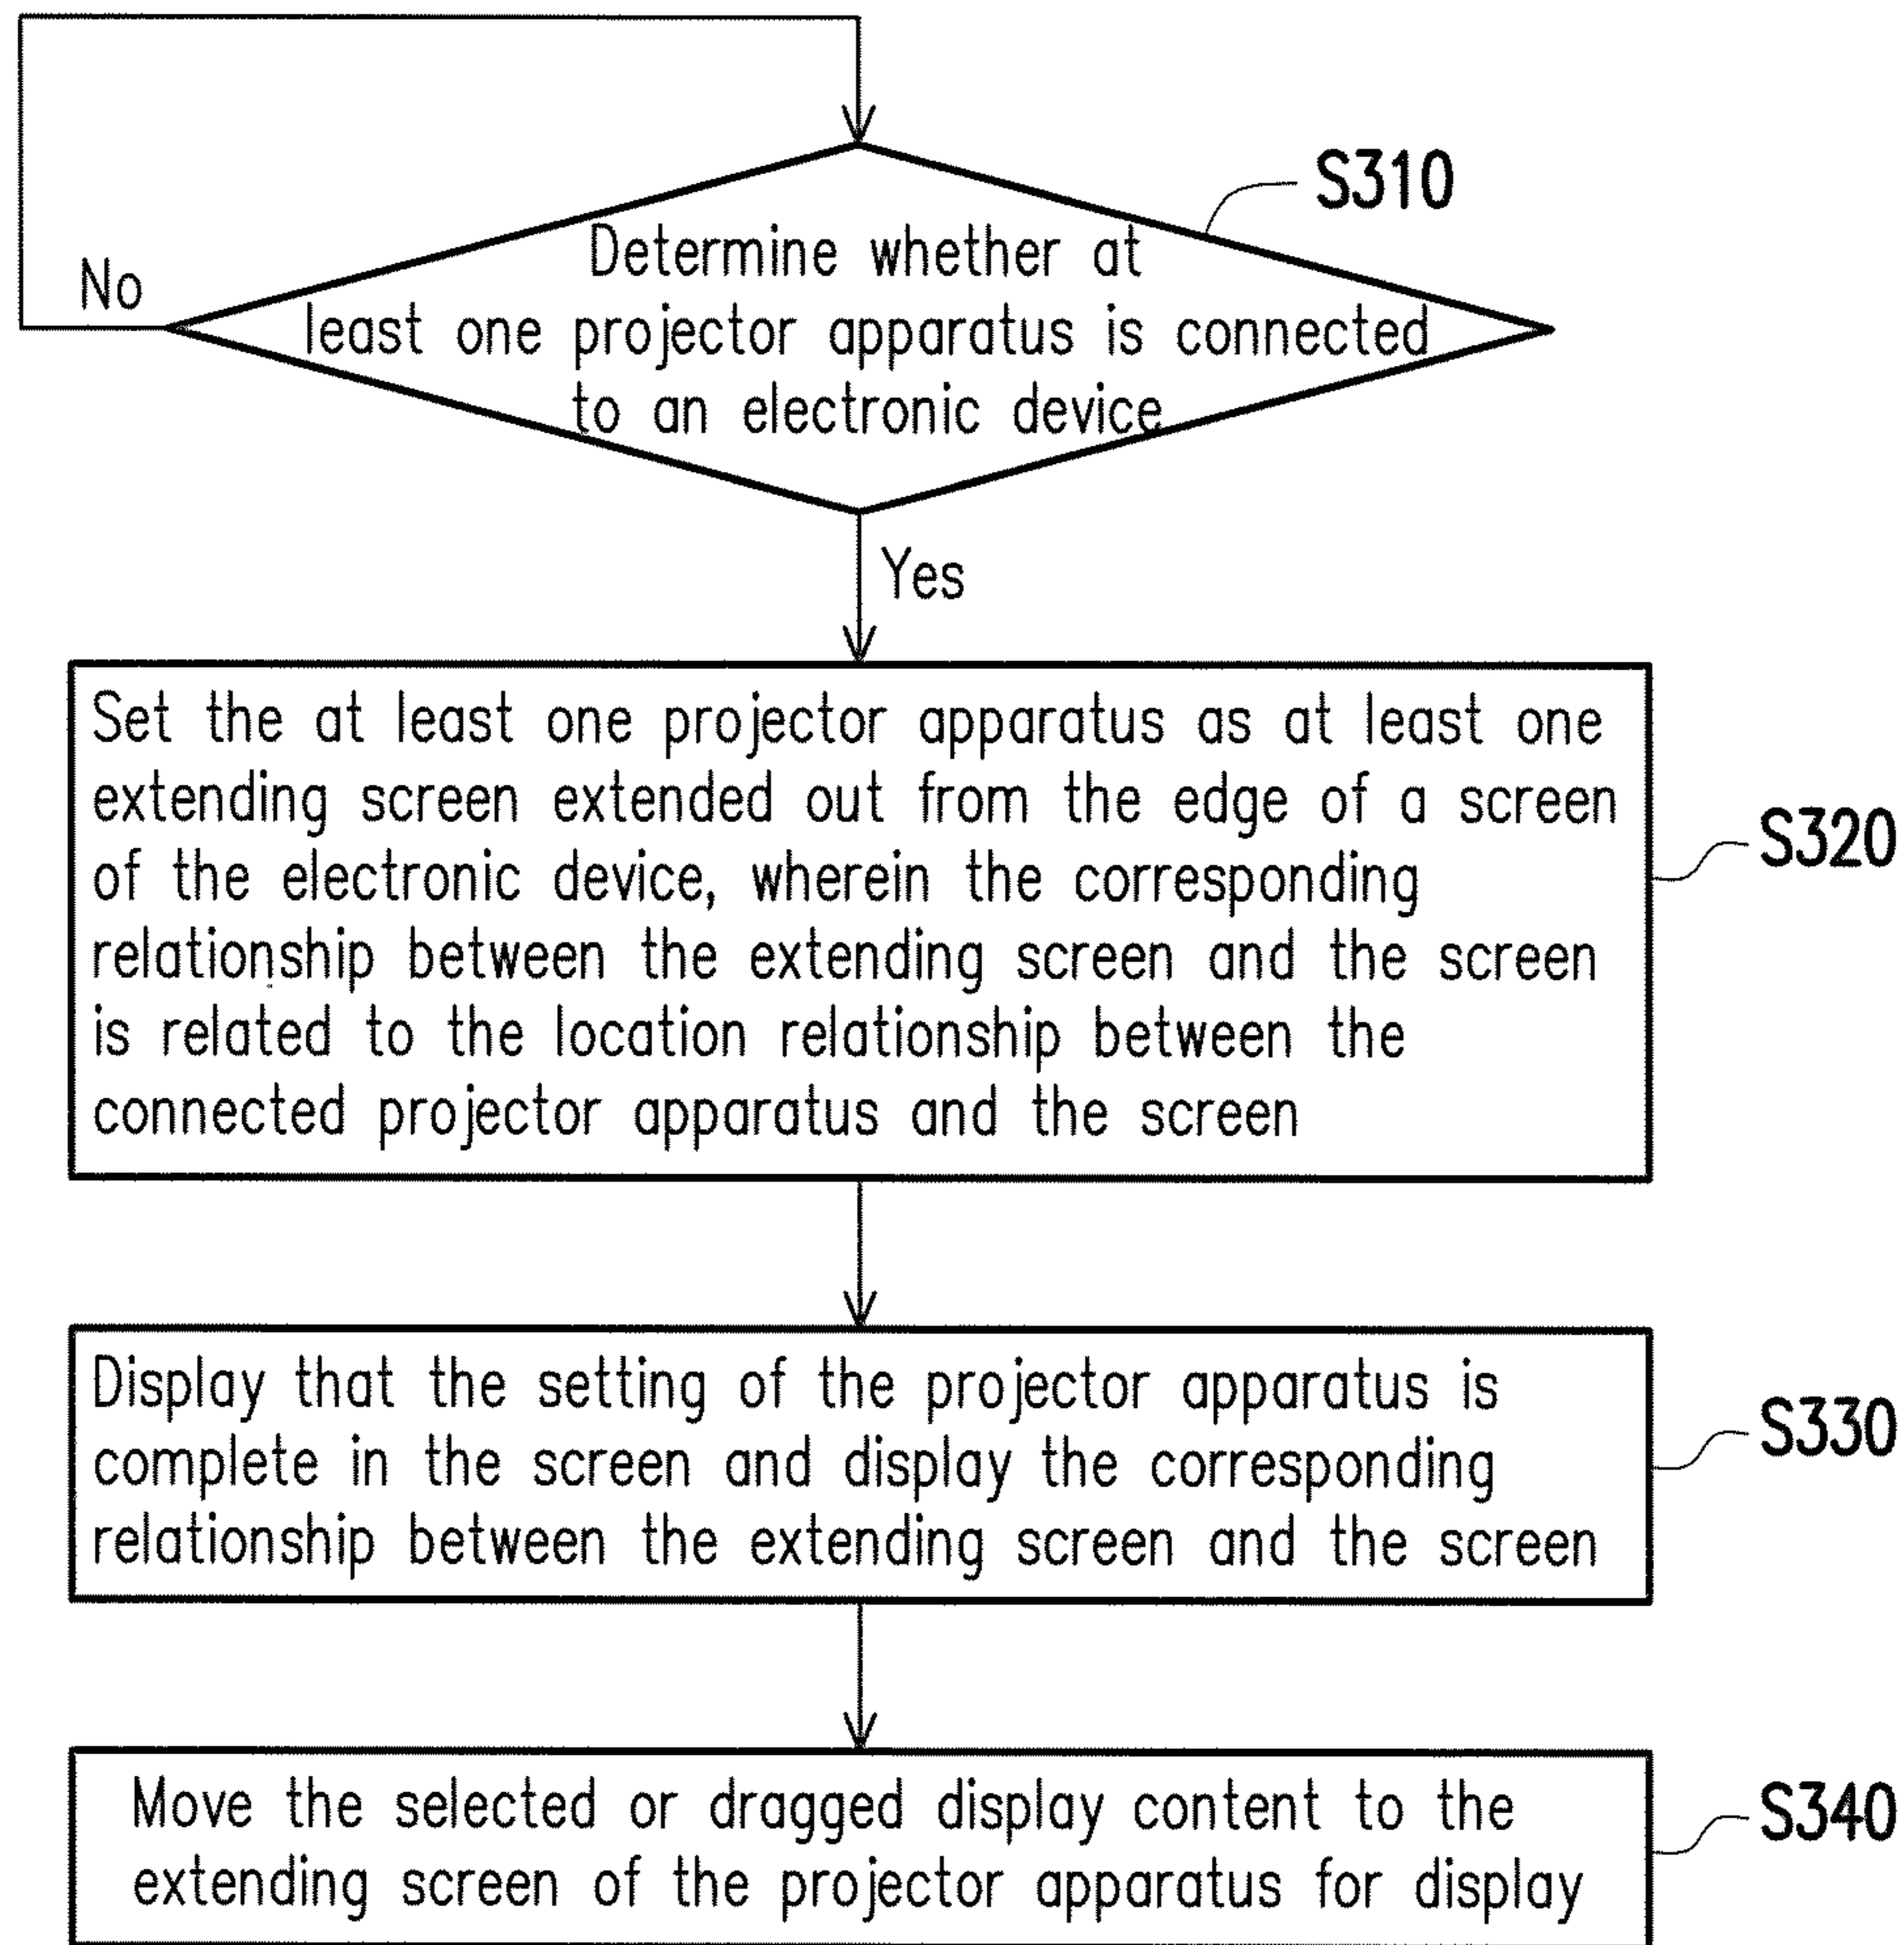 S310
Determine whether at
least one projector apparatus is connected
to an electronic device
No
Yes
Set the at least one projector apparatus as at least one
extending screen extended out from the edge of a screen
of the electronic device, wherein the corresponding
relationship between the extending screen and the screen
is related to the location relationship between the
connected projector apparatus and the screen
S320
Display that the setting of the projector apparatus is
complete in the screen and display the corresponding
relationship between the extending screen and the screen
S330
Move the selected or dragged display content to the
extending screen of the projector apparatus for display
S340